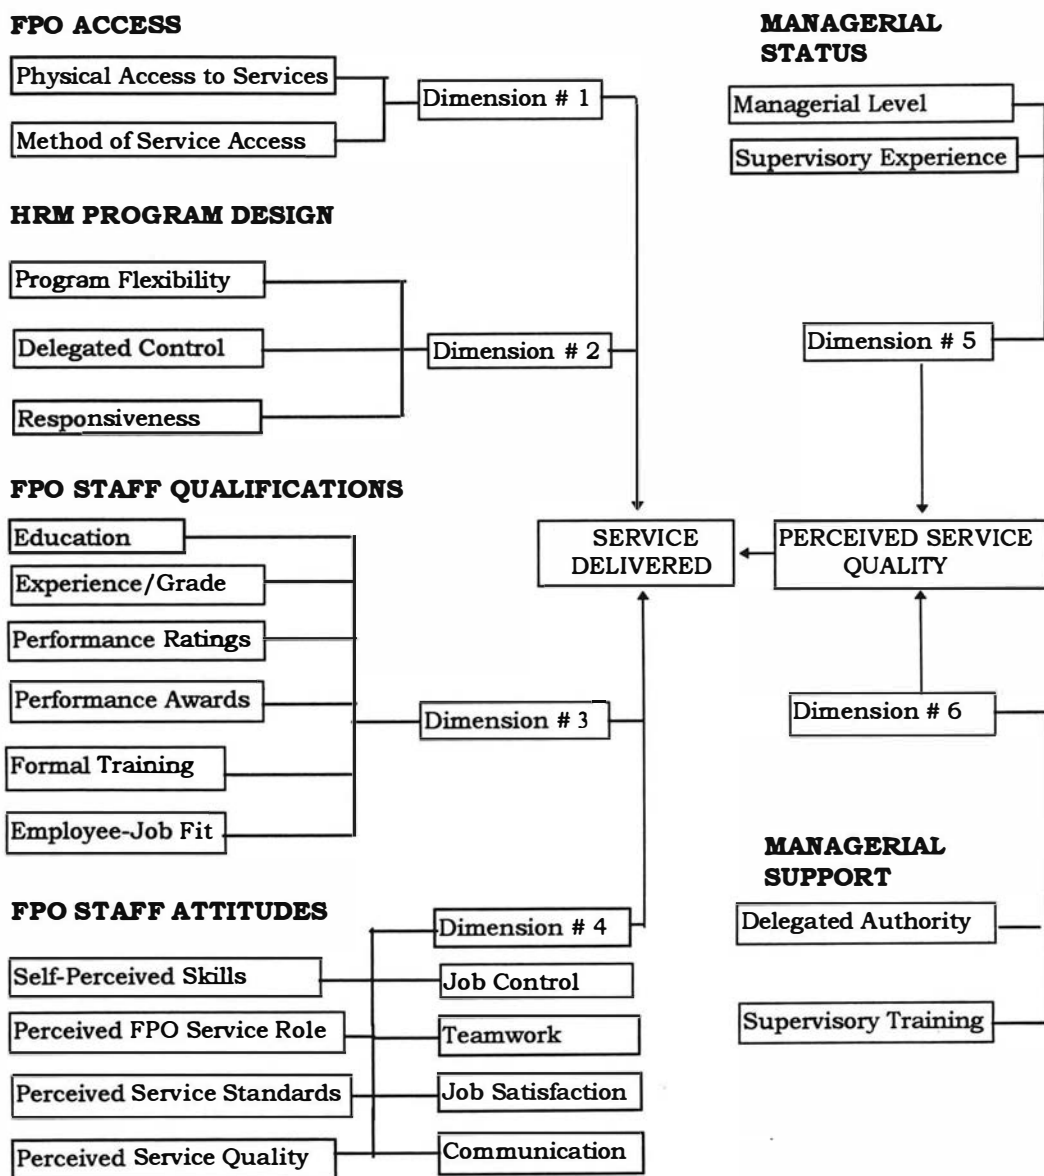 FPO ACCESS
Physical Access to Services
Method of Service Access
Dimension # 1
HRM PROGRAM DESIGN
Program Flexibility
Delegated Control
Responsiveness
Dimension # 2
FPO STAFF QUALIFICATIONS
Education
Experience/Grade
Performance Ratings
Performance Awards
Formal Training
Employee-Job Fit
Dimension # 3
FPO STAFF ATTITUDES
Dimension # 4
Self-Perceived Skills
Job Control
Perceived FPO Service Role
Teamwork
Perceived Service Standards
Job Satisfaction
Perceived Service Quality
Communication
SERVICE
DELIVERED
MANAGERIAL
STATUS
Managerial Level
Supervisory Experience
Dimension # 5
PERCEIVED SERVICE
QUALITY
Dimension # 6
MANAGERIAL
SUPPORT
Delegated Authority
Supervisory Training